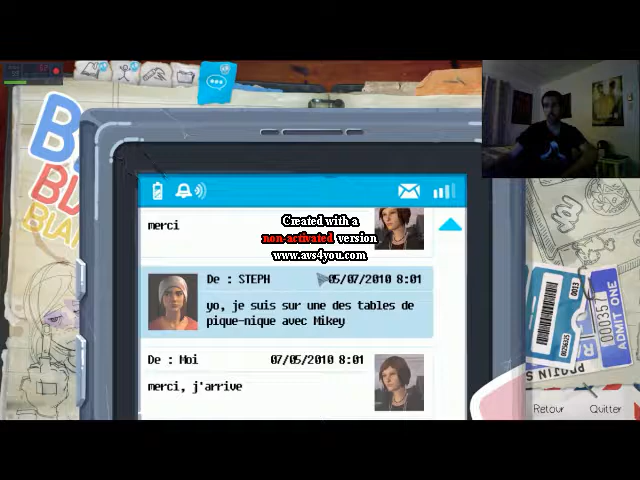 merci
Created with a
non-activated version
www.avs4you.com
De : STEPH 05/07/2010 8:01
yo, je suis sur une des tables de
pique-nique avec Mikey
De : Moi 07/05/2010 8:01
merci, j'arrive
ADMIT ONE
Retour Quitter